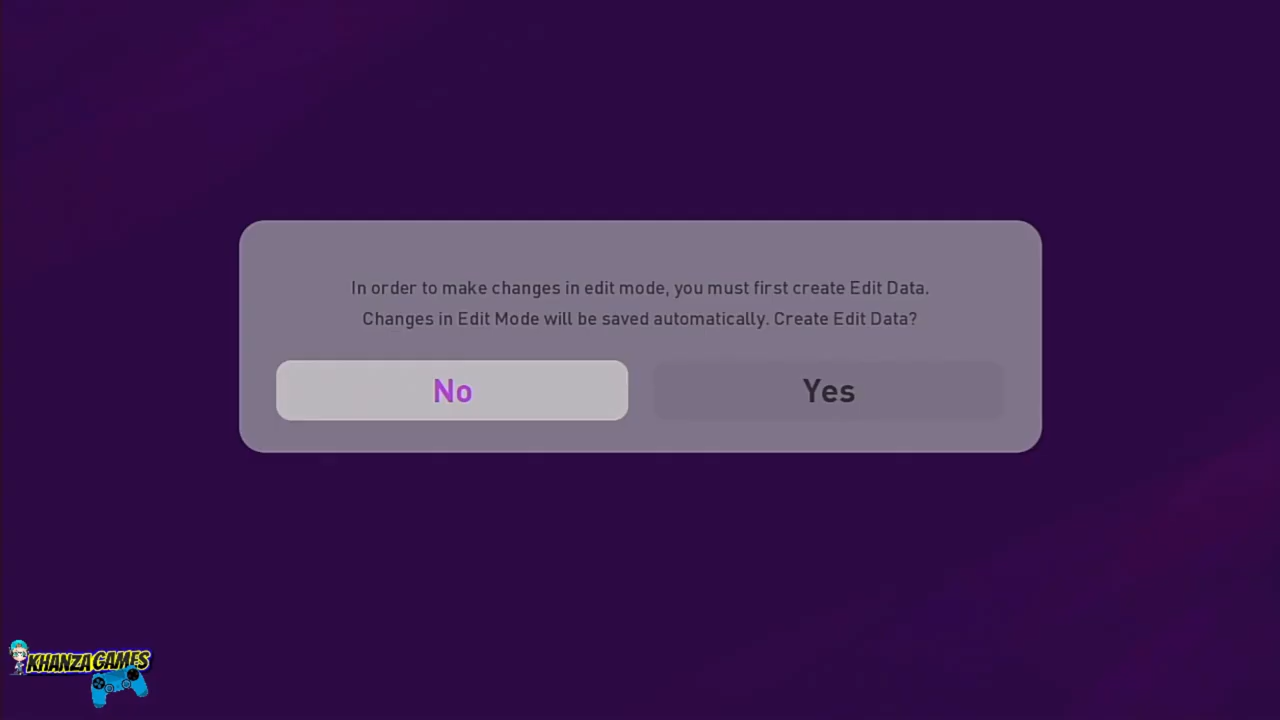 In order to make changes in edit mode, you must first create Edit Data.
Changes in Edit Mode will be saved automatically. Create Edit Data?
No
Yes
KHANZA GAMES